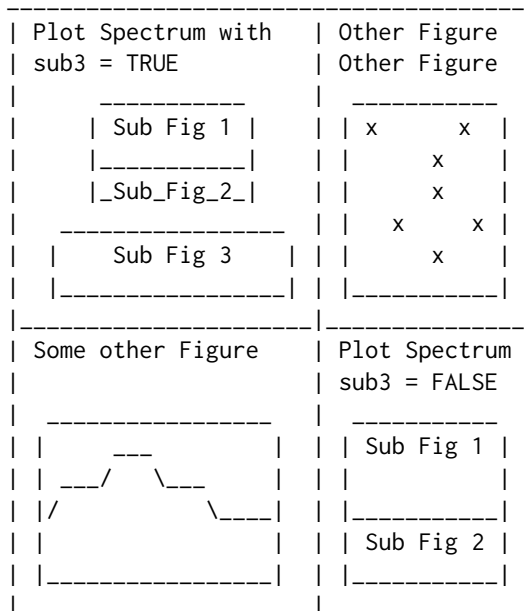 Plot Spectrum with
sub3 = TRUE
Other Figure
Other Figure
Sub Fig 1
_Sub_Fig_2_
Sub Fig 3
x x
x
x
x x
x
Some other Figure
Plot Spectrum
sub3 = FALSE
Sub Fig 1
Sub Fig 2